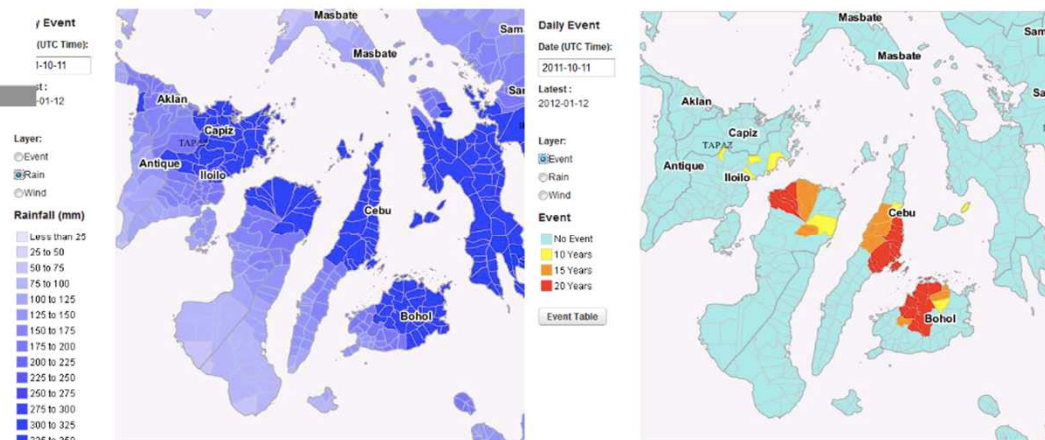 y Event
(UTC Time):
-10-11
st :
-01-12
Layer:
Event
Rain
Wind
Rainfall (mm)
Less than 25
25 to 50
50 to 75
75 to 100
100 to 125
125 to 150
150 to 175
175 to 200
200 to 225
225 to 250
250 to 275
275 to 300
300 to 325
325 to 350
Masbate
Masbate
Sam
Aklan
Capiz
TAPAZ
Antique
Iloilo
Cebu
Bohol
Sa
Daily Event
Date (UTC Time):
2011-10-11
Latest :
2012-01-12
Layer:
Event
Rain
Wind
Event
No Event
10 Years
15 Years
20 Years
Event Table
Masbate
Masbate
Sam
Aklan
Capiz
TAPAZ
Antique
Iloilo
Cebu
Bohol
Sa